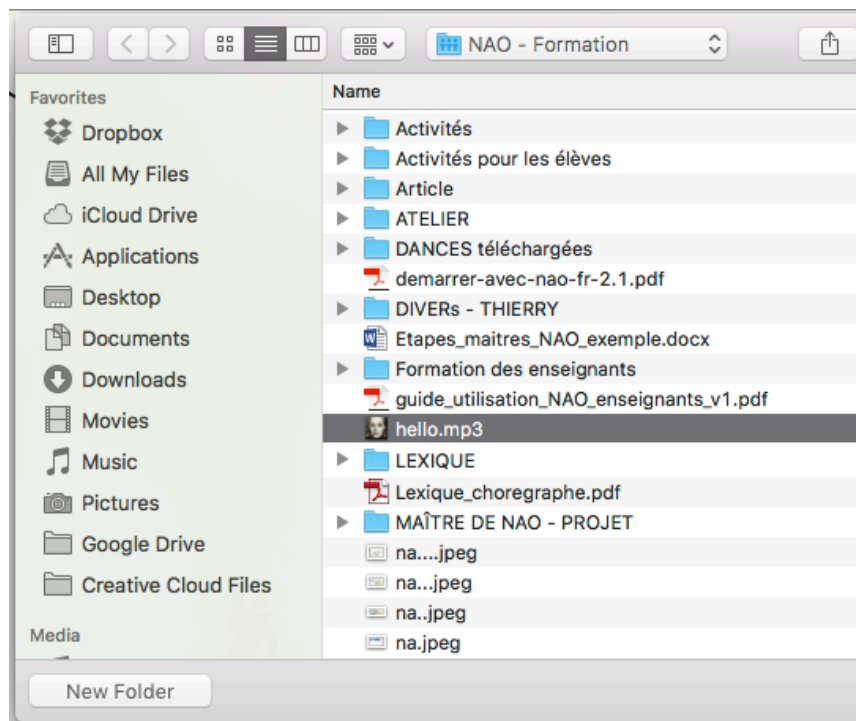 NAO - Formation
Favorites
Dropbox
All My Files
iCloud Drive
Applications
Desktop
Documents
Downloads
Movies
Music
Pictures
Google Drive
Creative Cloud Files
Media
New Folder
Name
Activités
Activités pour les élèves
Article
ATELIER
DANCES téléchargées
demarrer-avec-nao-fr-2.1.pdf
DIVERs - THIERRY
Etapes_maitres_NAO_exemple.docx
Formation des enseignants
guide_utilisation_NAO_enseignants_v1.pdf
hello.mp3
LEXIQUE
Lexique_choregraphe.pdf
MAÎTRE DE NAO - PROJET
na....jpeg
na...jpeg
na..jpeg
na.jpeg